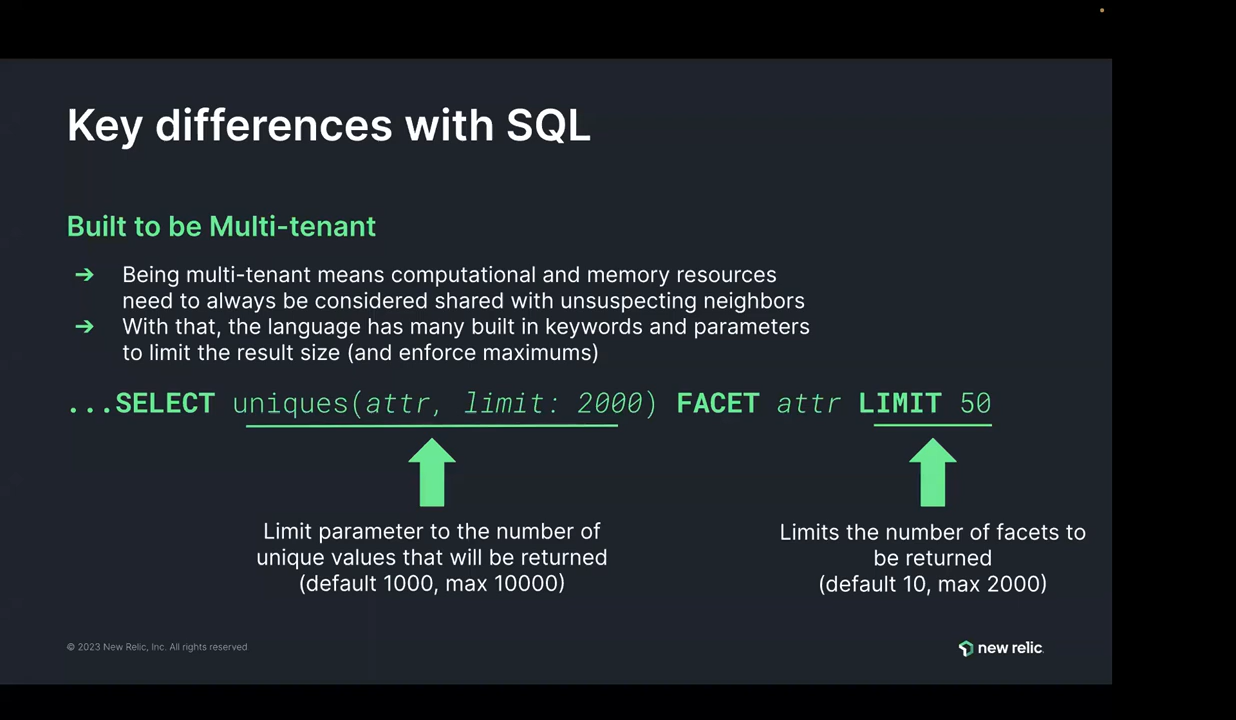 Key differences with SQL
Built to be Multi-tenant
➔ Being multi-tenant means computational and memory resources
need to always be considered shared with unsuspecting neighbors
➔ With that, the language has many built in keywords and parameters
to limit the result size (and enforce maximums)
...SELECT uniques(attr, limit: 2000) FACET attr LIMIT 50
Limit parameter to the number of
unique values that will be returned
(default 1000, max 10000)
Limits the number of facets to
be returned
(default 10, max 2000)
© 2023 New Relic, Inc. All rights reserved
new relic